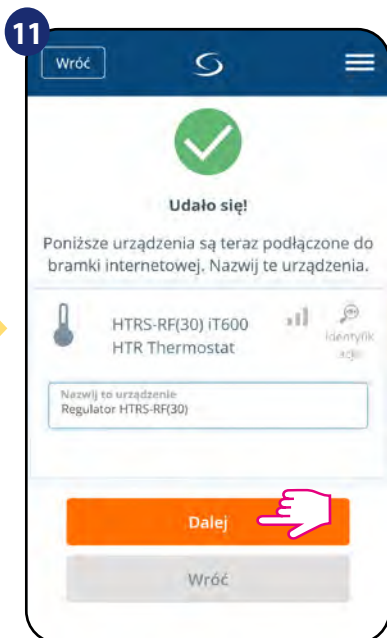 11
Wróć
Udało się!
Poniższe urządzenia są teraz podłączone do
bramki internetowej. Nazwij te urządzenia.
HTRS-RF(30) iT600
HTR Thermostat
Identyfik
acja
Nazwij to urządzenie
Regulator HTRS-RF(30)
Dalej
Wróć